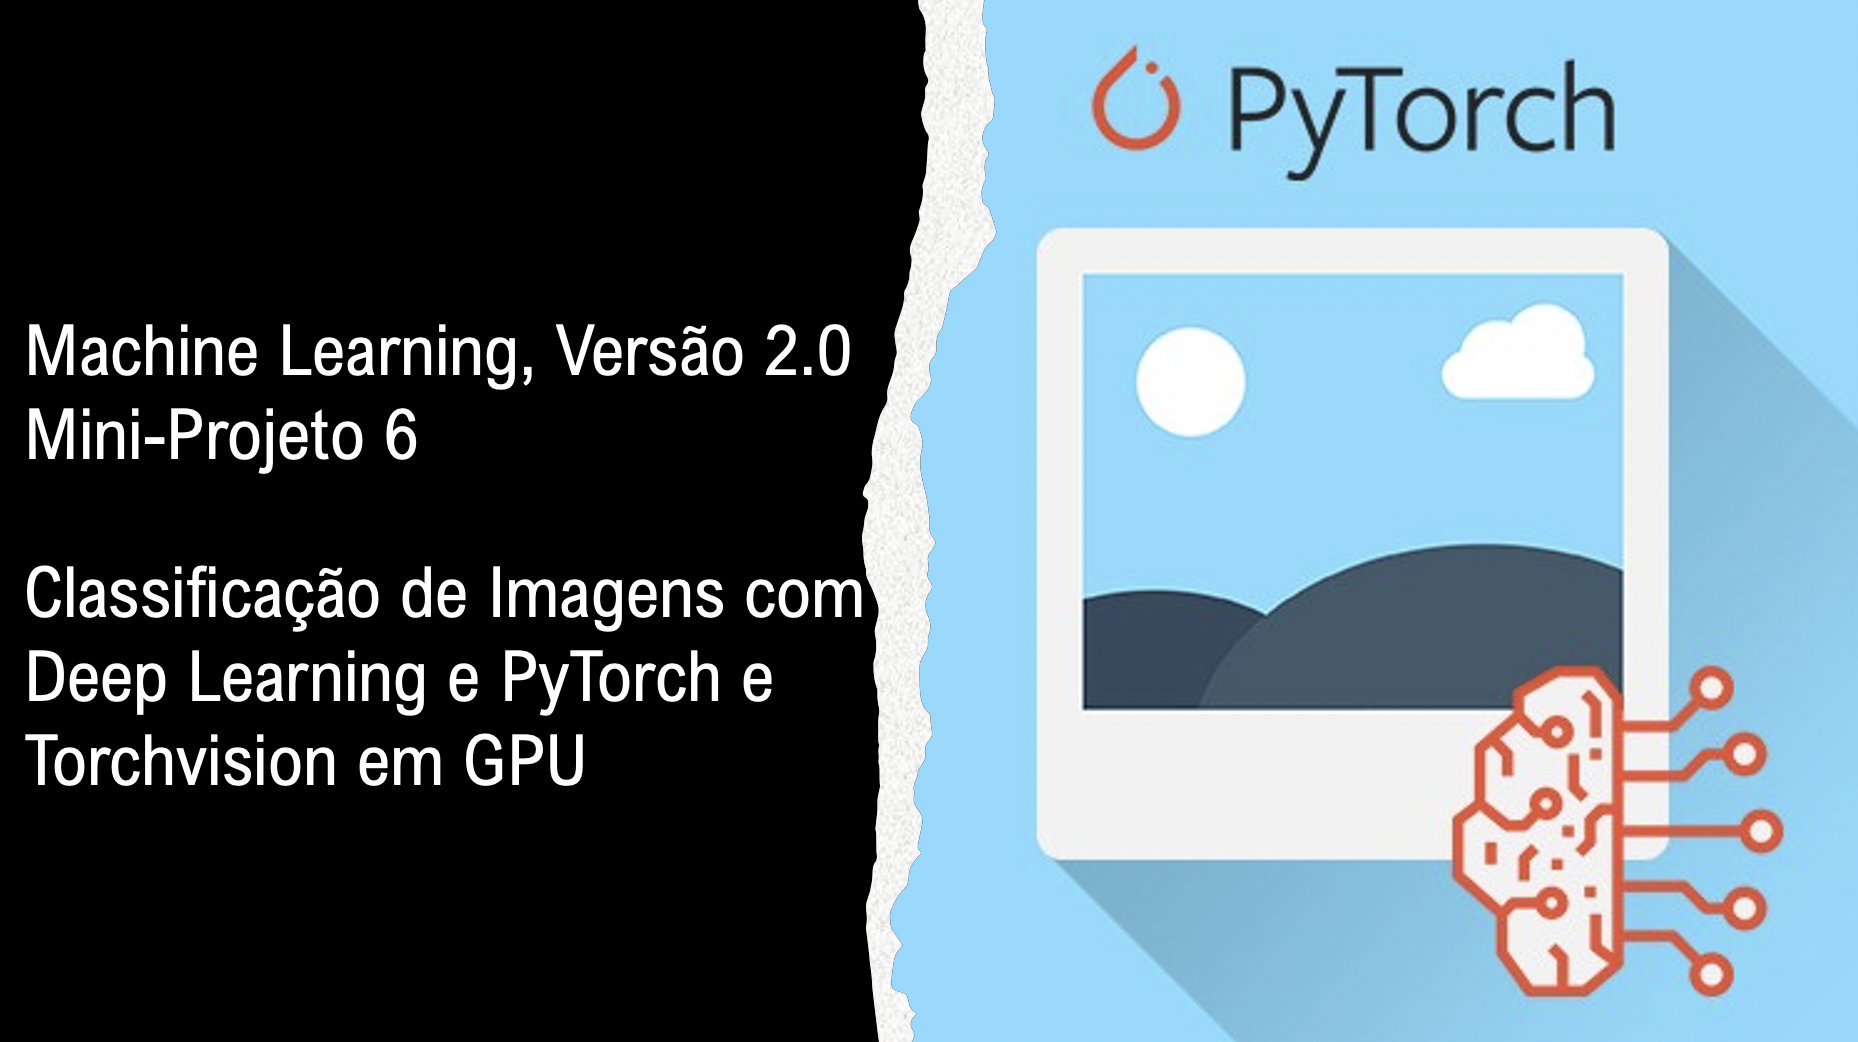 Machine Learning, Versão 2.0
Mini-Projeto 6
Classificação de Imagens com
Deep Learning e PyTorch e
Torchvision em GPU
PyTorch